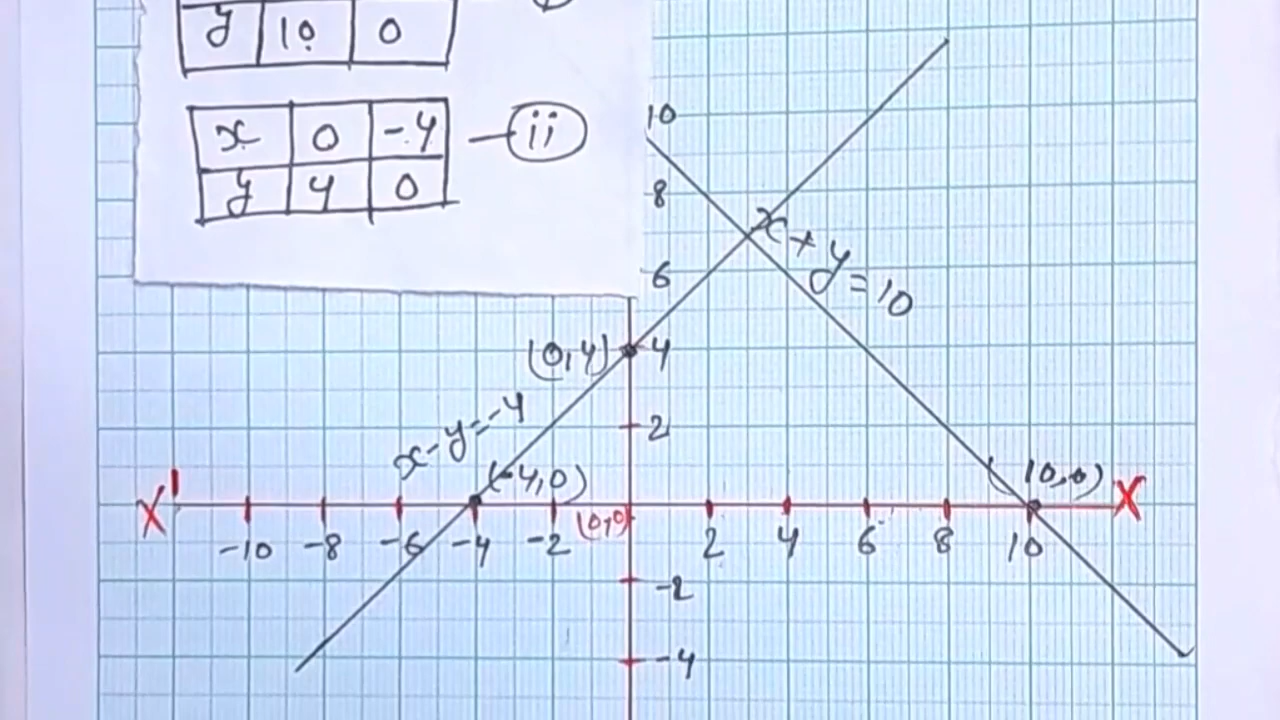 y 10 0
x 0 -4 — ii
y 4 0
10
8
x + y = 10
6
(0,4) 4
x-y=-4
2
(-4,0) (10,0)
X' X
(0,0)
-10 -8 -6 -4 -2 2 4 6 8 10
-2
-4